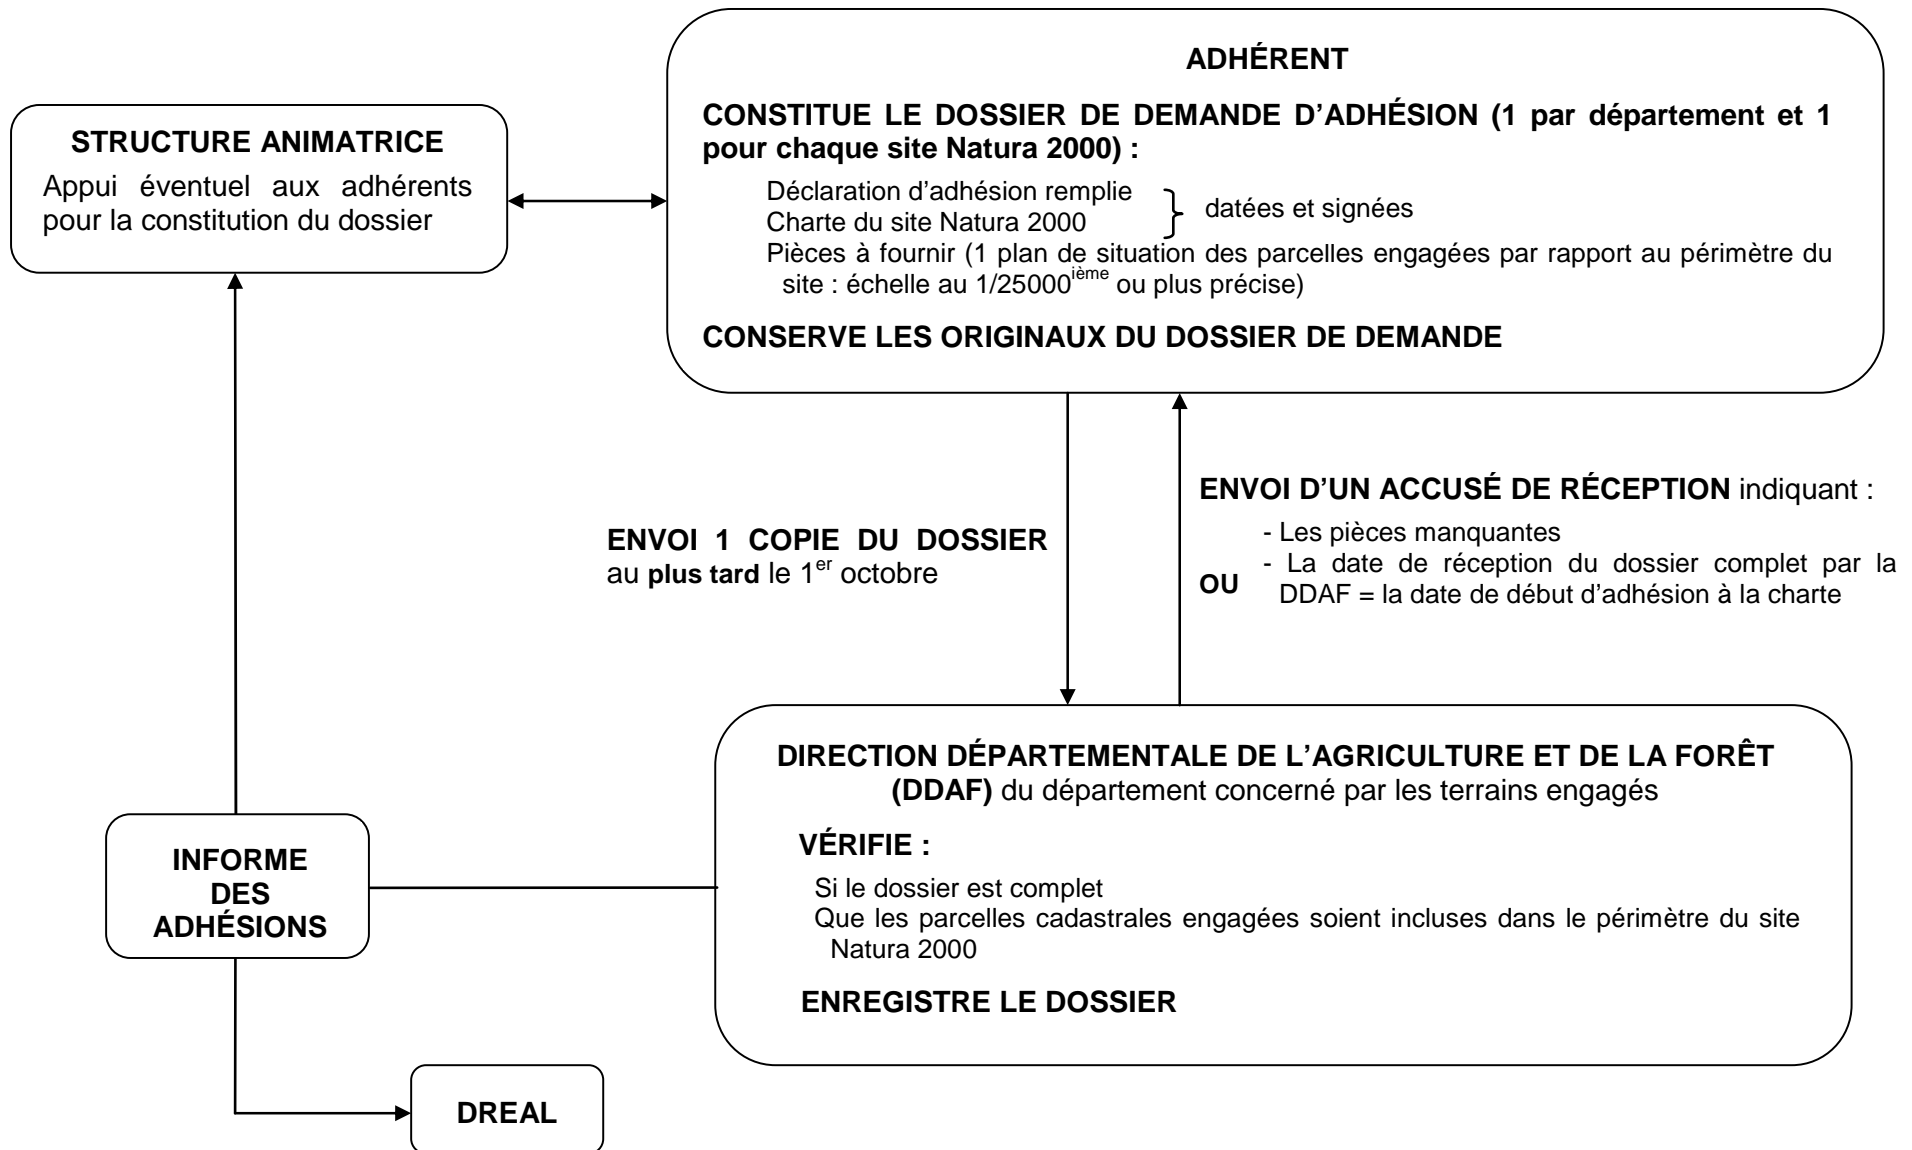 ADHÉRENT
CONSTITUE LE DOSSIER DE DEMANDE D’ADHÉSION (1 par département et 1
pour chaque site Natura 2000) :
Déclaration d’adhésion remplie
Charte du site Natura 2000
datées et signées
Pièces à fournir (1 plan de situation des parcelles engagées par rapport au périmètre du
site : échelle au 1/25000ième ou plus précise)
CONSERVE LES ORIGINAUX DU DOSSIER DE DEMANDE
STRUCTURE ANIMATRICE
Appui éventuel aux adhérents
pour la constitution du dossier
ENVOI 1 COPIE DU DOSSIER
au plus tard le 1er octobre
ENVOI D’UN ACCUSÉ DE RÉCEPTION indiquant :
- Les pièces manquantes
OU
- La date de réception du dossier complet par la
DDAF = la date de début d’adhésion à la charte
DIRECTION DÉPARTEMENTALE DE L’AGRICULTURE ET DE LA FORÊT
(DDAF) du département concerné par les terrains engagés
VÉRIFIE :
Si le dossier est complet
Que les parcelles cadastrales engagées soient incluses dans le périmètre du site
Natura 2000
ENREGISTRE LE DOSSIER
INFORME
DES
ADHÉSIONS
DREAL